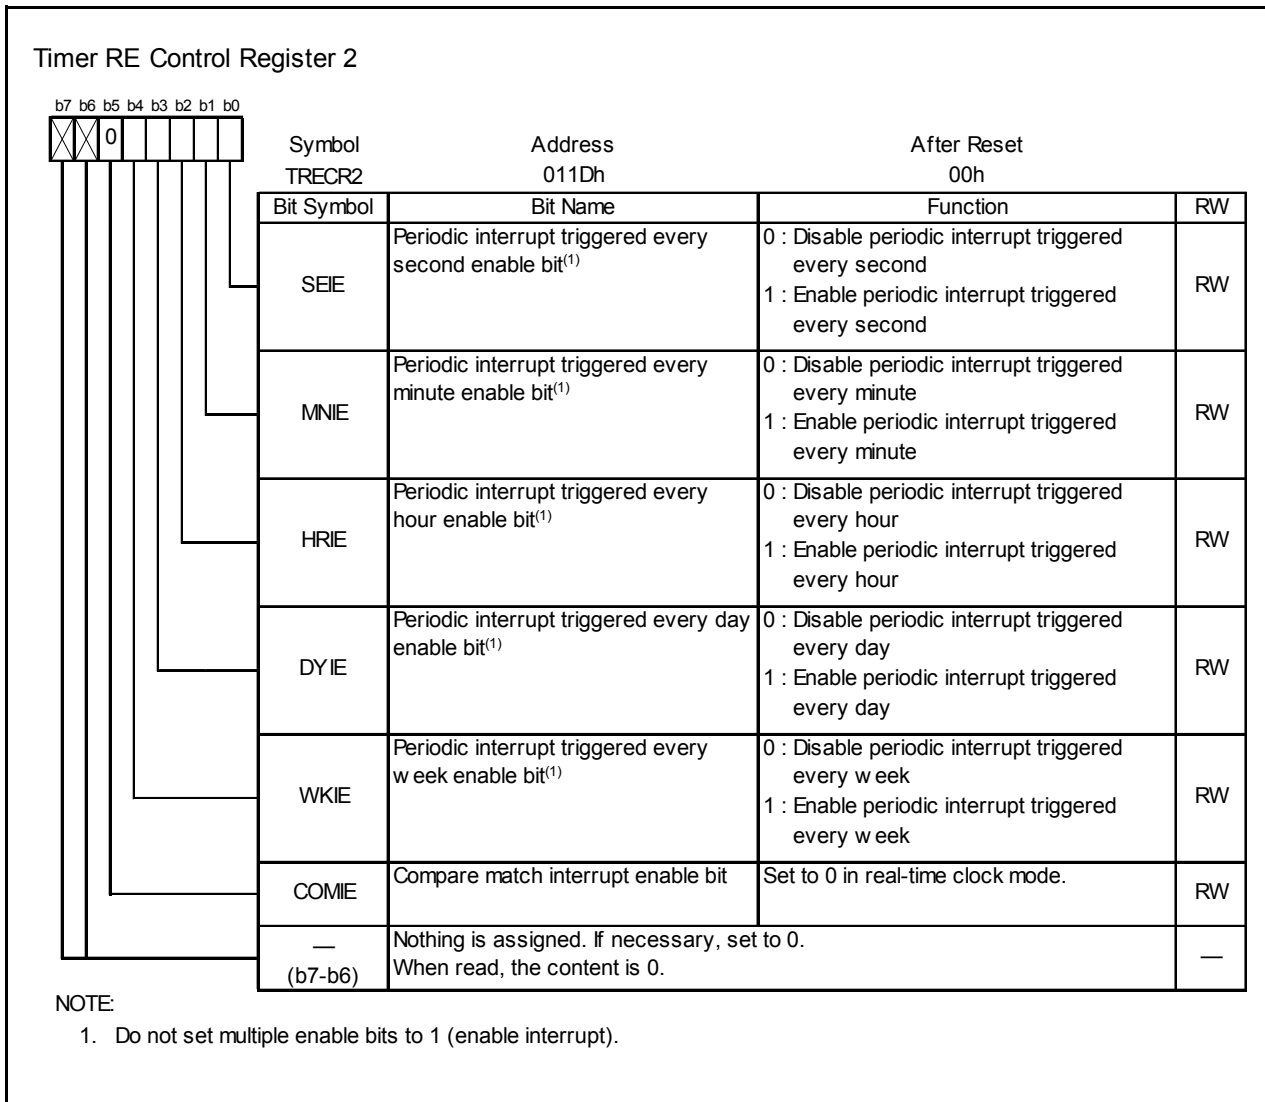 Timer RE Control Register 2
b7 b6 b5 b4 b3 b2 b1 b0
0
Symbol Address After Reset
TRECR2 011Dh 00h
Bit Symbol Bit Name Function RW
SEIE
Periodic interrupt triggered every
second enable bit(1)
0 : Disable periodic interrupt triggered
every second
1 : Enable periodic interrupt triggered
every second
RW
MNIE
Periodic interrupt triggered every
minute enable bit(1)
0 : Disable periodic interrupt triggered
every minute
1 : Enable periodic interrupt triggered
every minute
RW
HRIE
Periodic interrupt triggered every
hour enable bit(1)
0 : Disable periodic interrupt triggered
every hour
1 : Enable periodic interrupt triggered
every hour
RW
DYIE
Periodic interrupt triggered every day
enable bit(1)
0 : Disable periodic interrupt triggered
every day
1 : Enable periodic interrupt triggered
every day
RW
WKIE
Periodic interrupt triggered every
week enable bit(1)
0 : Disable periodic interrupt triggered
every week
1 : Enable periodic interrupt triggered
every week
RW
COMIE
Compare match interrupt enable bit
Set to 0 in real-time clock mode.
RW
—
(b7-b6)
Nothing is assigned. If necessary, set to 0.
When read, the content is 0.
—
NOTE:
1. Do not set multiple enable bits to 1 (enable interrupt).